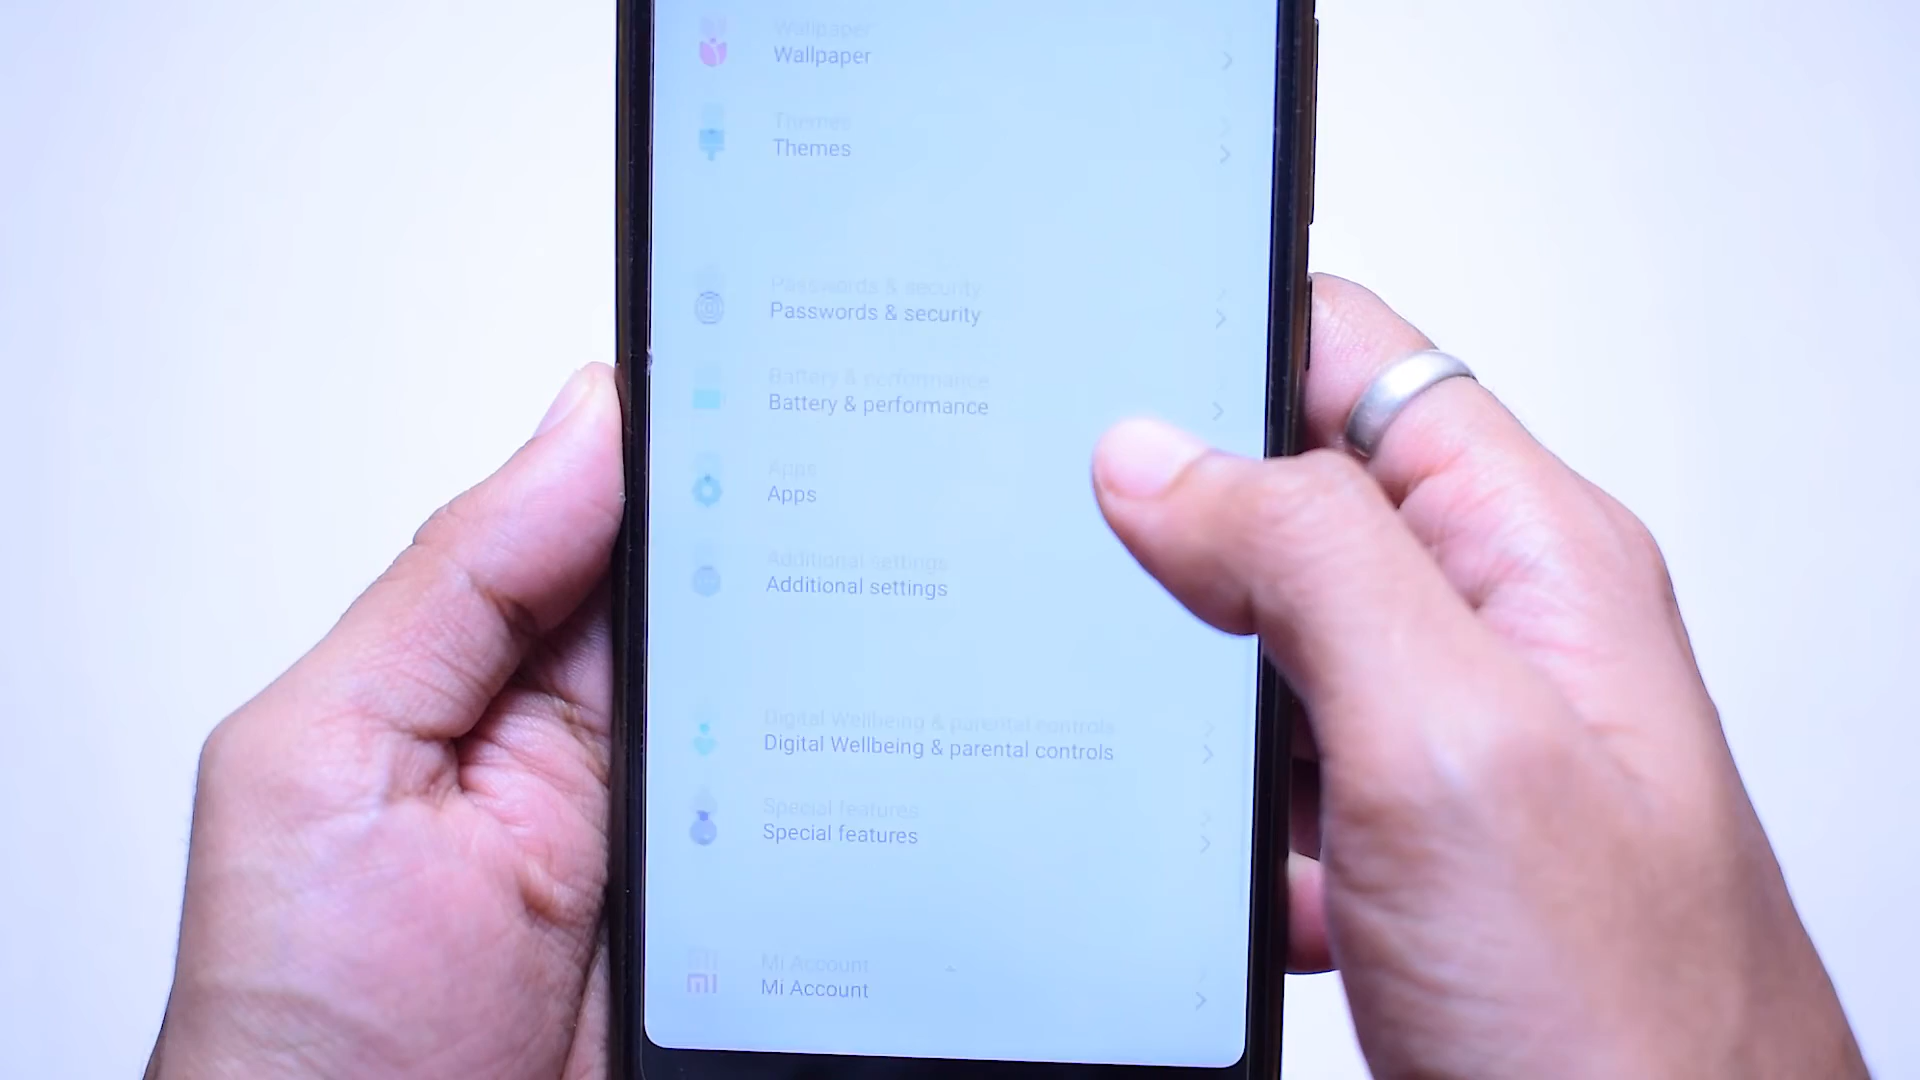 Wallpaper
Themes
Passwords & security
Battery & performance
Apps
Additional settings
Digital Wellbeing & parental controls
Special features
Mi Account